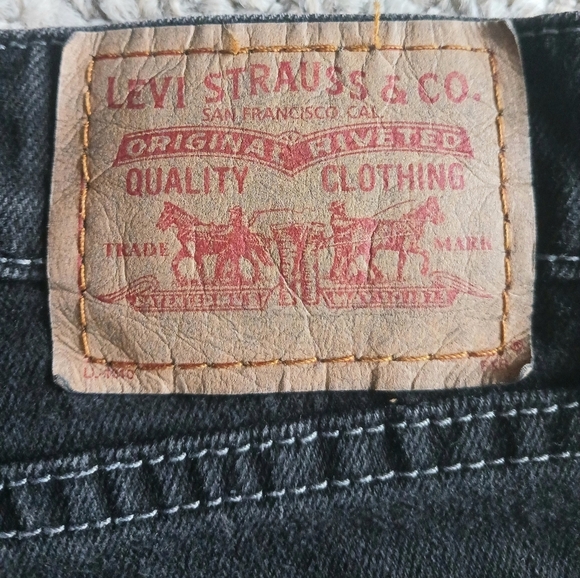 LEVI STRAUSS & CO.
SAN FRANCISCO, CAL.
ORIGINAL RIVETED
QUALITY CLOTHING
TRADE MARK